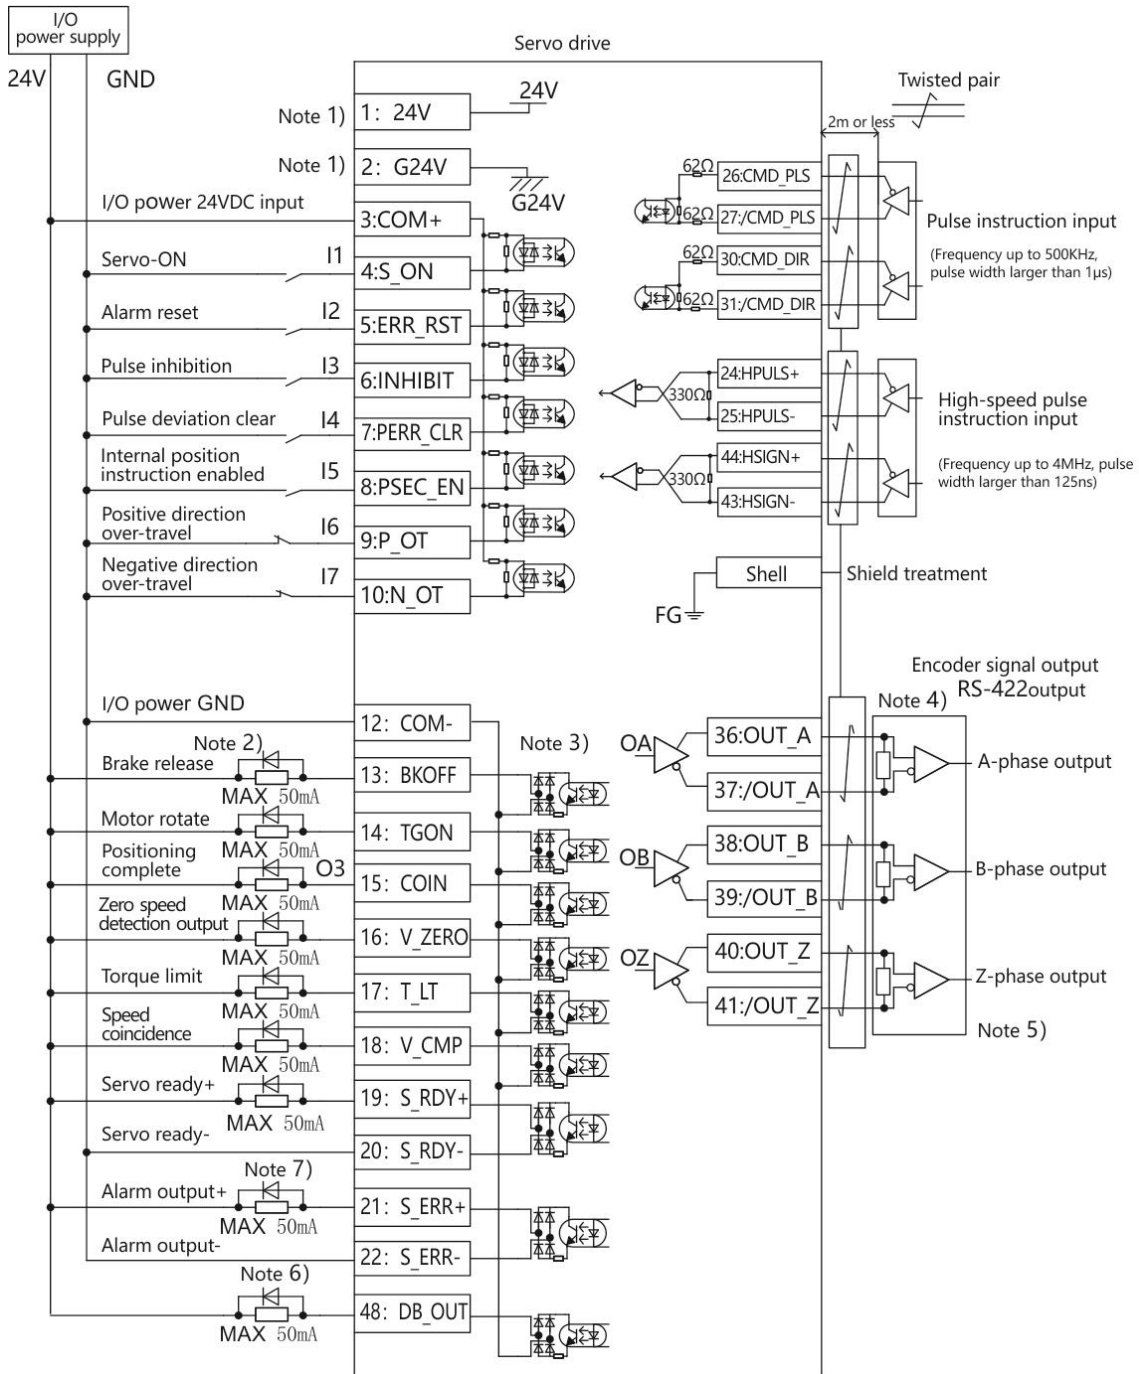 I/O
power supply
24V
GND
Servo drive
Note 1)
1: 24V
24V
Note 1)
2: G24V
G24V
I/O power 24VDC input
3:COM+
Servo-ON
I1
4:S_ON
Alarm reset
I2
5:ERR_RST
Pulse inhibition
I3
6:INHIBIT
Pulse deviation clear
I4
7:PERR_CLR
Internal position
instruction enabled
I5
8:PSEC_EN
Positive direction
over-travel
I6
9:P_OT
Negative direction
over-travel
I7
10:N_OT
Twisted pair
2m or less
62Ω
26:CMD_PLS
62Ω
27:/CMD_PLS
62Ω
30:CMD_DIR
62Ω
31:/CMD_DIR
Pulse instruction input
(Frequency up to 500KHz,
pulse width larger than 1μs)
24:HPULS+
330Ω
25:HPULS-
44:HSIGN+
330Ω
43:HSIGN-
High-speed pulse
instruction input
(Frequency up to 4MHz, pulse
width larger than 125ns)
Shell
Shield treatment
FG
I/O power GND
12: COM-
Note 2)
Note 3)
Brake release
MAX 50mA
13: BKOFF
Motor rotate
MAX 50mA
14: TGON
Positioning
complete
O3
MAX 50mA
15: COIN
Zero speed
detection output
MAX 50mA
16: V_ZERO
Torque limit
MAX 50mA
17: T_LT
Speed
coincidence
MAX 50mA
18: V_CMP
Servo ready+
MAX 50mA
19: S_RDY+
Servo ready-
20: S_RDY-
Note 7)
Alarm output+
MAX 50mA
21: S_ERR+
Alarm output-
22: S_ERR-
Note 6)
MAX 50mA
48: DB_OUT
Encoder signal output
RS-422output
Note 4)
OA
36:OUT_A
37:/OUT_A
A-phase output
OB
38:OUT_B
39:/OUT_B
B-phase output
OZ
40:OUT_Z
41:/OUT_Z
Z-phase output
Note 5)